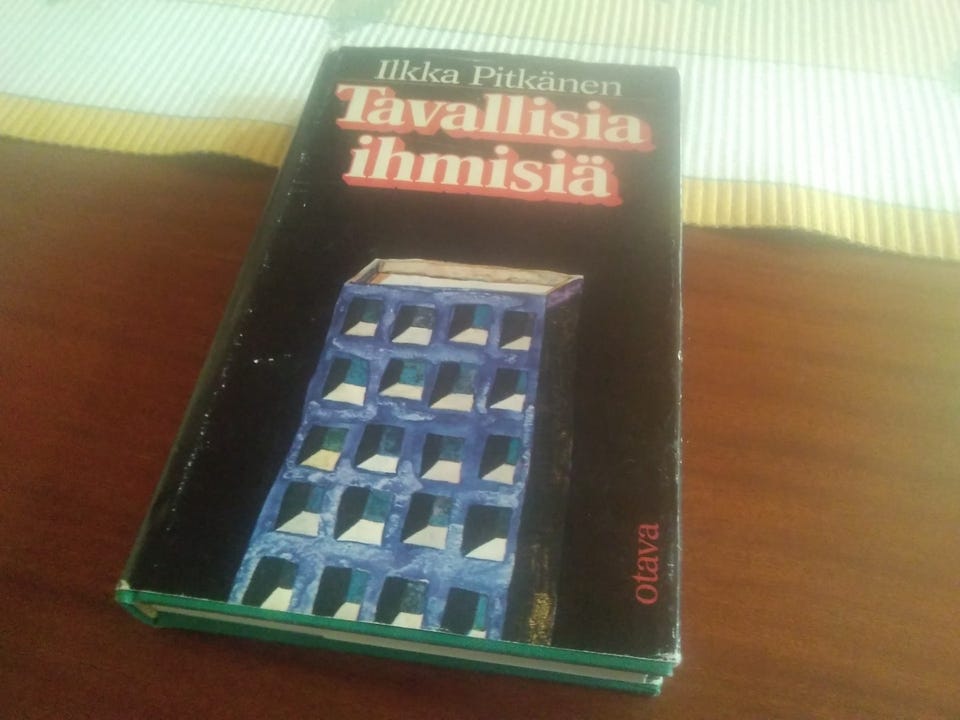 Ilkka Pitkänen
Tavallisia
ihmisiä
otava